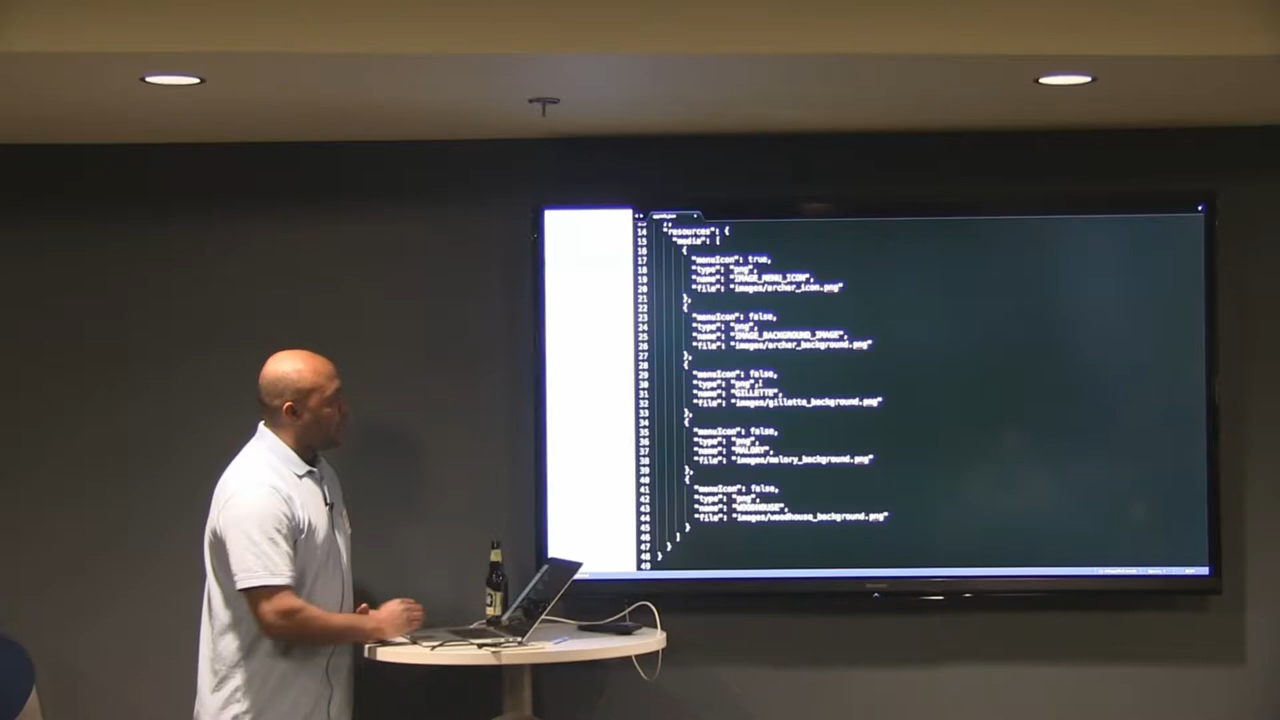 14 "resources": {
15 "media": [
16 {
17 "menuIcon": true,
18 "type": "png",
19 "name": "IMAGE_MENU_ICON",
20 "file": "images/archer_icon.png"
21 },
22 {
23 "menuIcon": false,
24 "type": "png",
25 "name": "IMAGE_BACKGROUND_IMAGE",
26 "file": "images/archer_background.png"
27 },
28 {
29 "menuIcon": false,
30 "type": "png",
31 "name": "GILLETTE",
32 "file": "images/gillette_background.png"
33 },
34 {
35 "menuIcon": false,
36 "type": "png",
37 "name": "MALORY",
38 "file": "images/malory_background.png"
39 },
40 {
41 "menuIcon": false,
42 "type": "png",
43 "name": "WOODHOUSE",
44 "file": "images/woodhouse_background.png"
45 }
46 ]
47 }
48 }
49